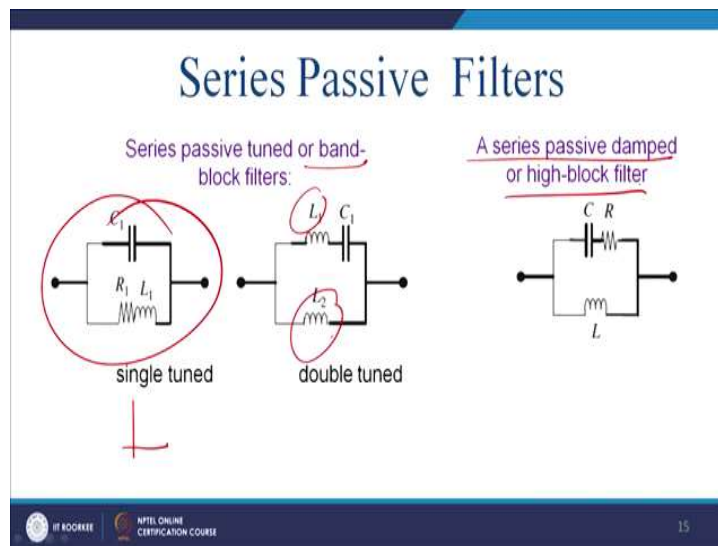 Series Passive Filters
Series passive tuned or band-
block filters:
A series passive damped
or high-block filter
C1
R1 L1
single tuned
L1 C1
L2
double tuned
C R
L
IIT ROORKEE
NPTEL ONLINE
CERTIFICATION COURSE
15